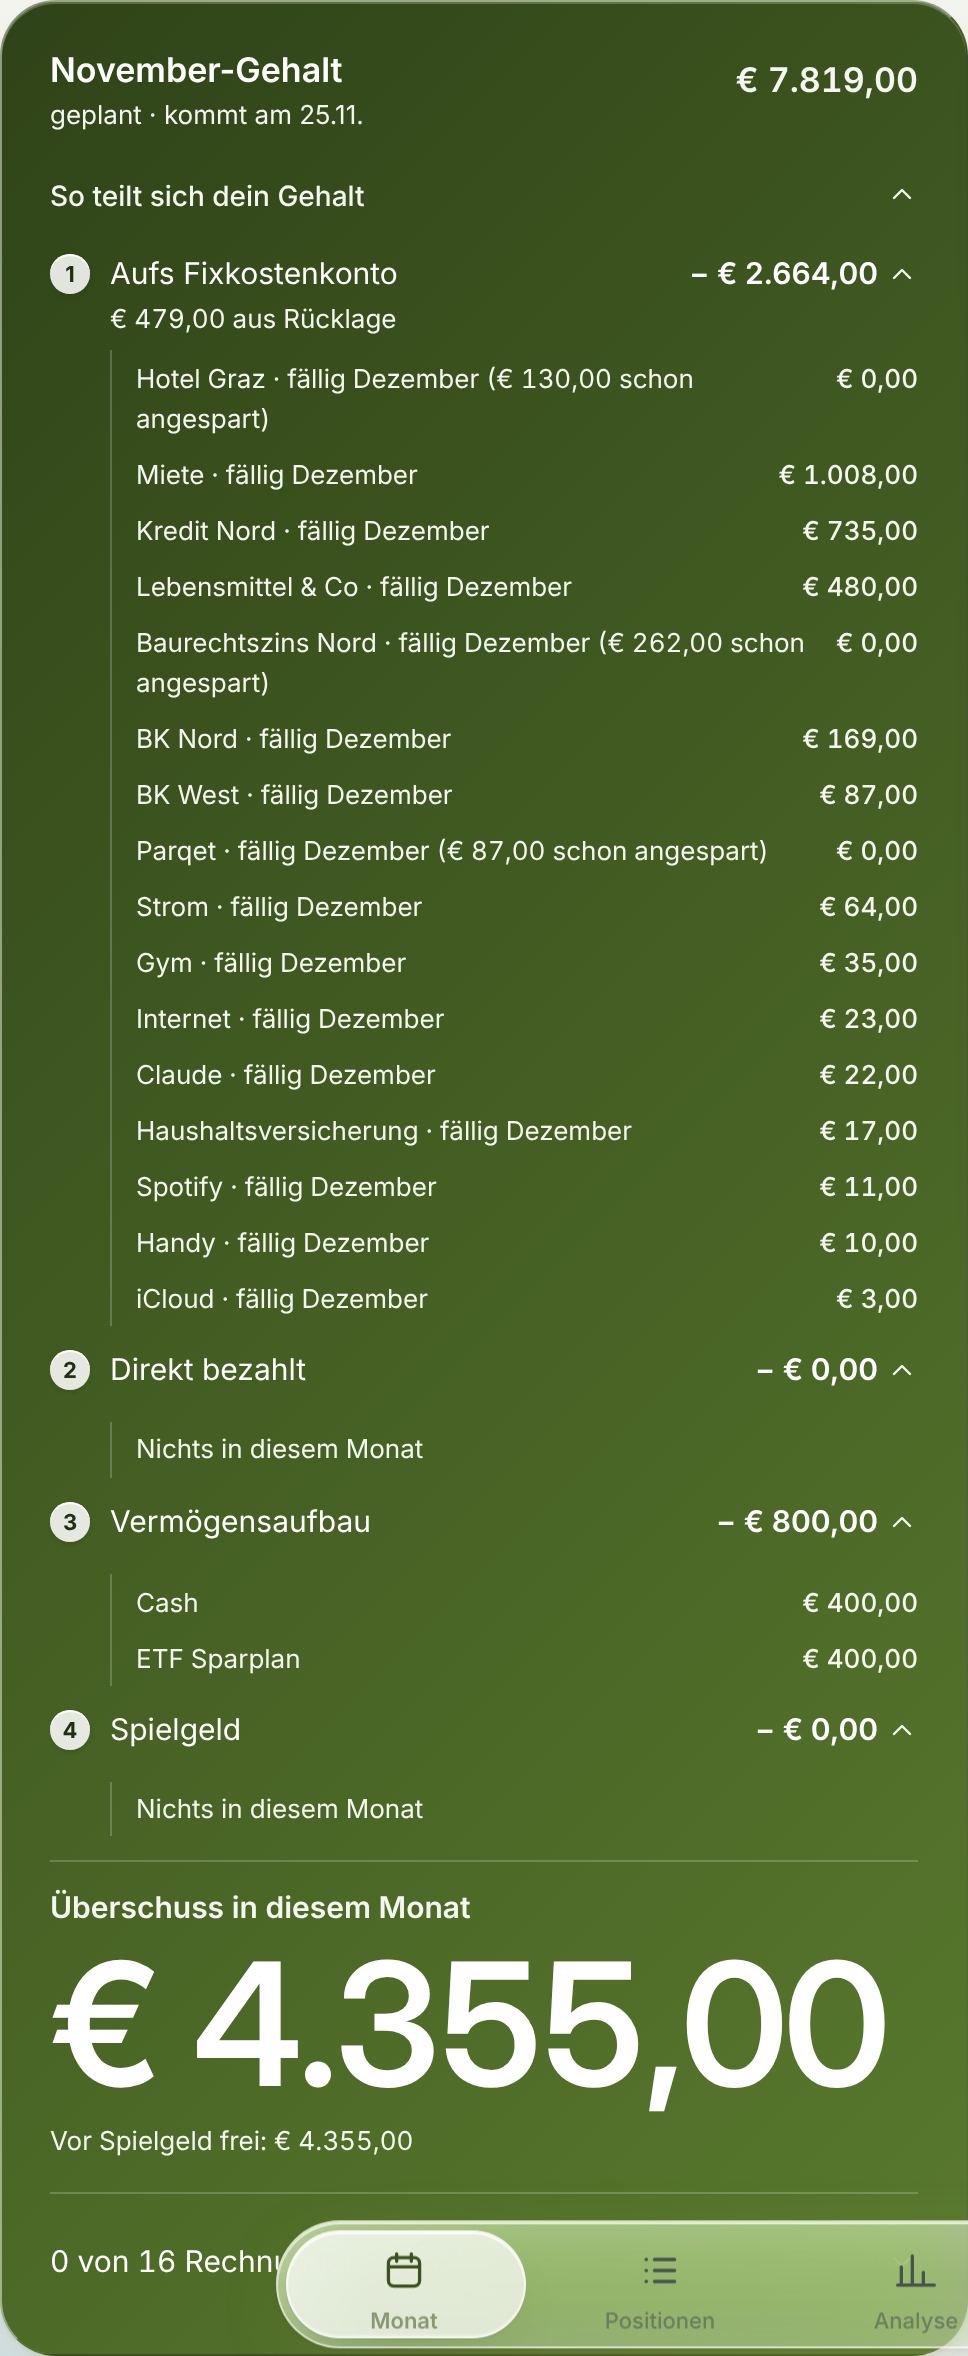 November-Gehalt
€ 7.819,00
geplant · kommt am 25.11.
So teilt sich dein Gehalt
1 Aufs Fixkostenkonto – € 2.664,00
€ 479,00 aus Rücklage
Hotel Graz · fällig Dezember (€ 130,00 schon € 0,00
angespart)
Miete · fällig Dezember € 1.008,00
Kredit Nord · fällig Dezember € 735,00
Lebensmittel & Co · fällig Dezember € 480,00
Baurechtszins Nord · fällig Dezember (€ 262,00 schon € 0,00
angespart)
BK Nord · fällig Dezember € 169,00
BK West · fällig Dezember € 87,00
Parqet · fällig Dezember (€ 87,00 schon angespart) € 0,00
Strom · fällig Dezember € 64,00
Gym · fällig Dezember € 35,00
Internet · fällig Dezember € 23,00
Claude · fällig Dezember € 22,00
Haushaltsversicherung · fällig Dezember € 17,00
Spotify · fällig Dezember € 11,00
Handy · fällig Dezember € 10,00
iCloud · fällig Dezember € 3,00
2 Direkt bezahlt – € 0,00
Nichts in diesem Monat
3 Vermögensaufbau – € 800,00
Cash € 400,00
ETF Sparplan € 400,00
4 Spielgeld – € 0,00
Nichts in diesem Monat
Überschuss in diesem Monat
€ 4.355,00
Vor Spielgeld frei: € 4.355,00
0 von 16
Monat Positionen Analyse